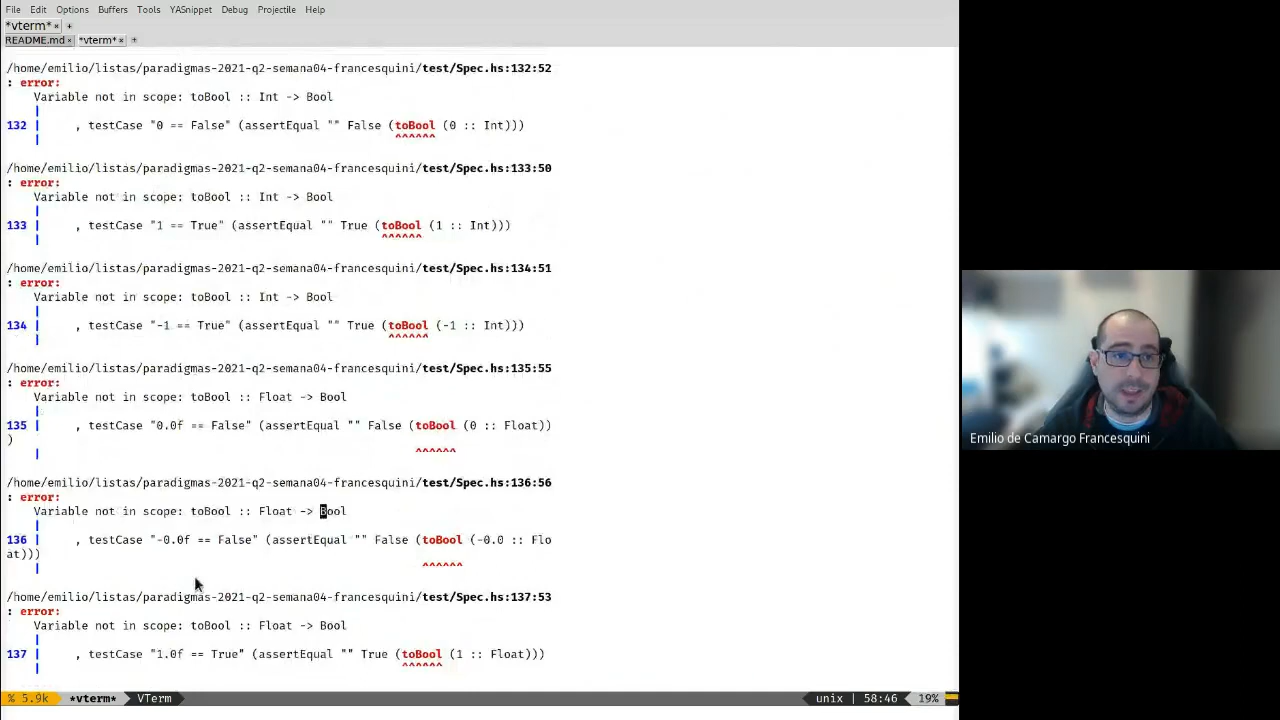 File Edit Options Buffers Tools YASnippet Debug Projectile Help
*vterm* × +
README.md × *vterm* × +
/home/emilio/listas/paradigmas-2021-q2-semana04-francesquini/test/Spec.hs:132:52
: error:
Variable not in scope: toBool :: Int -> Bool
|
132 | , testCase "0 == False" (assertEqual "" False (toBool (0 :: Int)))
| ^^^^^^
/home/emilio/listas/paradigmas-2021-q2-semana04-francesquini/test/Spec.hs:133:50
: error:
Variable not in scope: toBool :: Int -> Bool
|
133 | , testCase "1 == True" (assertEqual "" True (toBool (1 :: Int)))
| ^^^^^^
/home/emilio/listas/paradigmas-2021-q2-semana04-francesquini/test/Spec.hs:134:51
: error:
Variable not in scope: toBool :: Int -> Bool
|
134 | , testCase "-1 == True" (assertEqual "" True (toBool (-1 :: Int)))
| ^^^^^^
/home/emilio/listas/paradigmas-2021-q2-semana04-francesquini/test/Spec.hs:135:55
: error:
Variable not in scope: toBool :: Float -> Bool
|
135 | , testCase "0.0f == False" (assertEqual "" False (toBool (0 :: Float))
)
| ^^^^^^
/home/emilio/listas/paradigmas-2021-q2-semana04-francesquini/test/Spec.hs:136:56
: error:
Variable not in scope: toBool :: Float -> Bool
|
136 | , testCase "-0.0f == False" (assertEqual "" False (toBool (-0.0 :: Flo
at)))
| ^^^^^^
/home/emilio/listas/paradigmas-2021-q2-semana04-francesquini/test/Spec.hs:137:53
: error:
Variable not in scope: toBool :: Float -> Bool
|
137 | , testCase "1.0f == True" (assertEqual "" True (toBool (1 :: Float)))
| ^^^^^^
% 5.9k *vterm* VTerm unix | 58:46 19%
Emilio de Camargo Francesquini